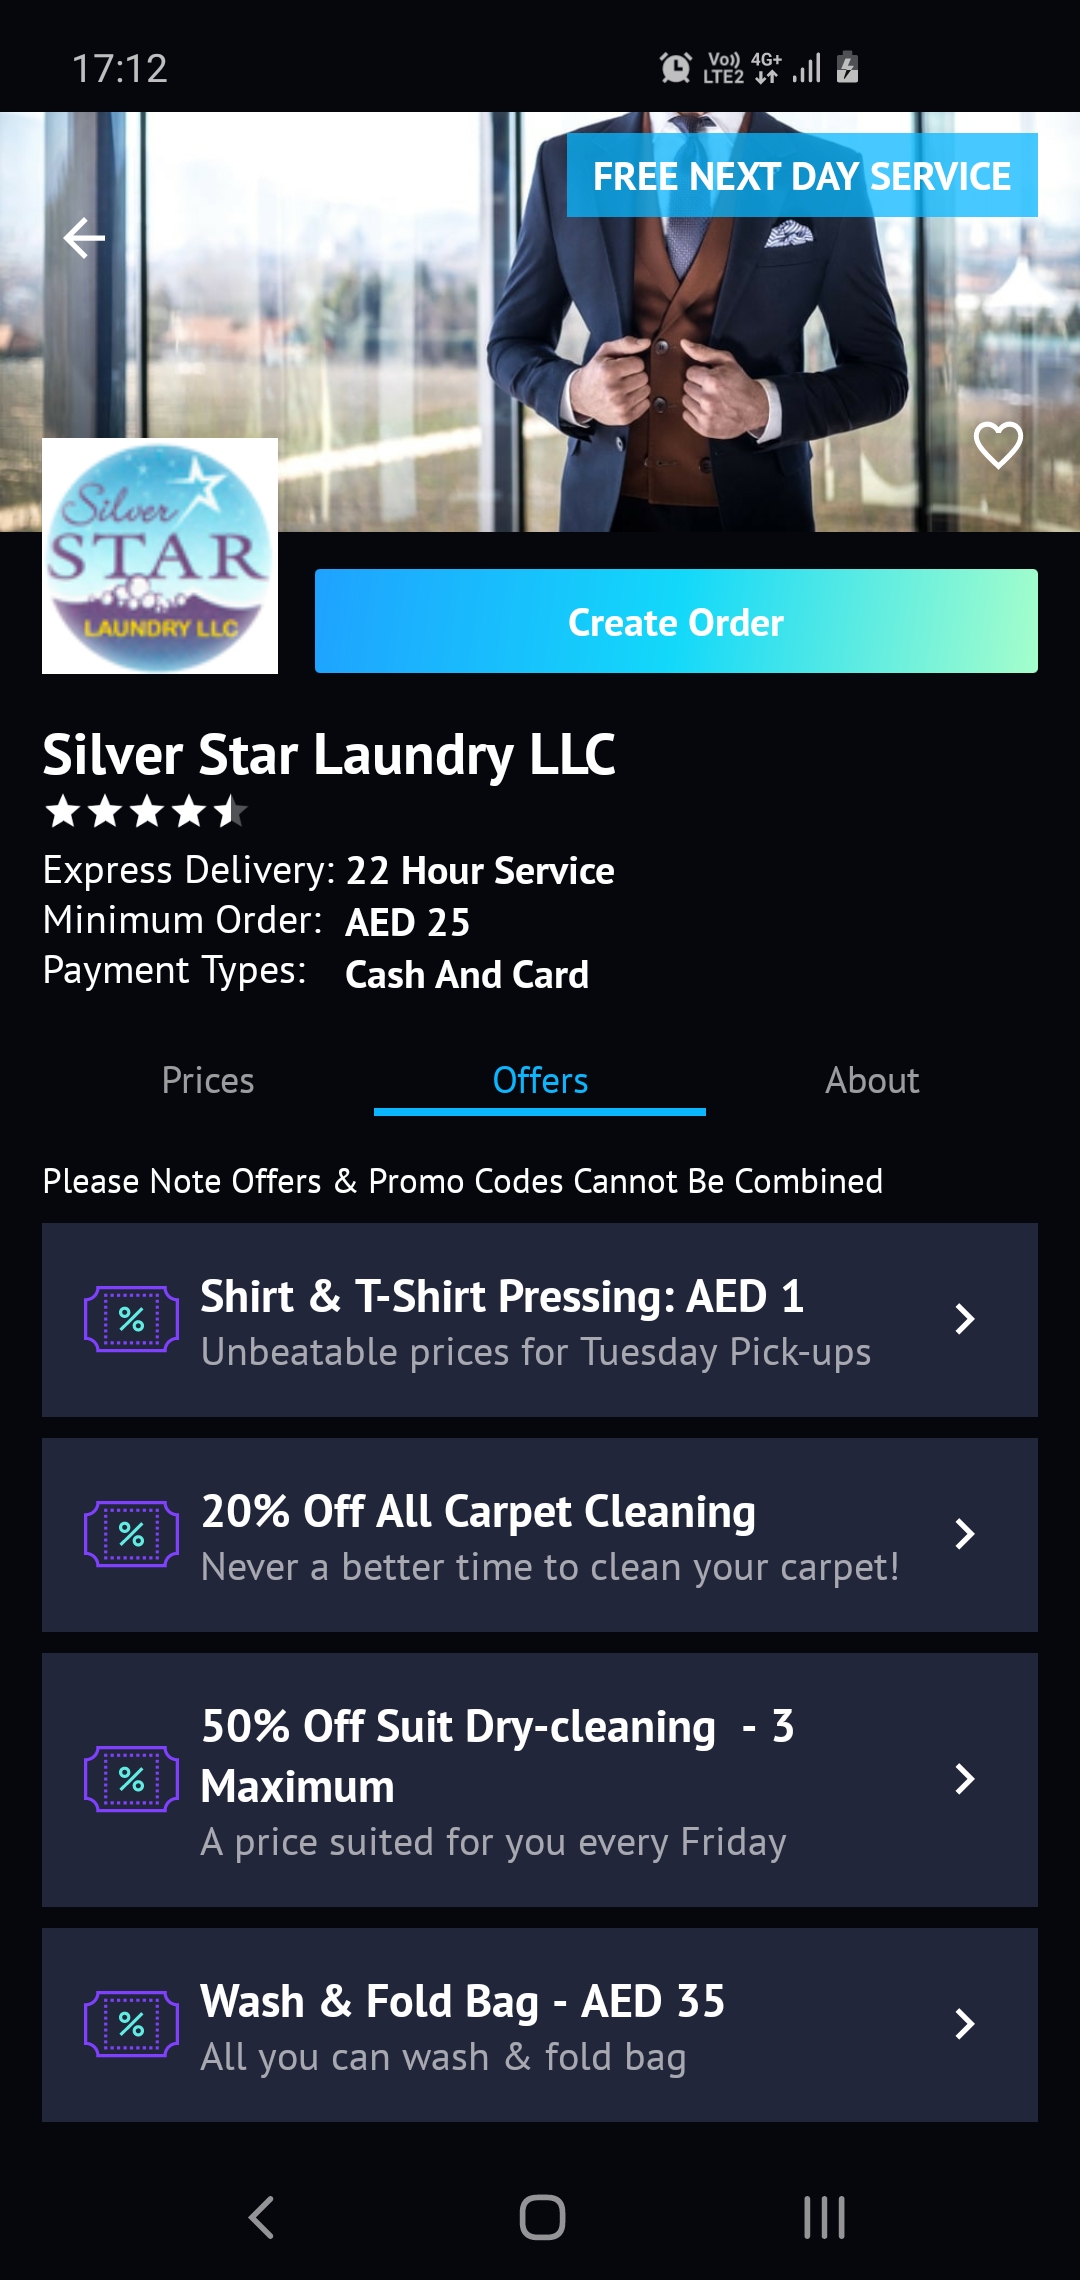 17:12
Vo))
LTE2
4G+
FREE NEXT DAY SERVICE
Silver
STAR
LAUNDRY LLC
Create Order
Silver Star Laundry LLC
Express Delivery: 22 Hour Service
Minimum Order: AED 25
Payment Types: Cash And Card
Prices Offers About
Please Note Offers & Promo Codes Cannot Be Combined
Shirt & T-Shirt Pressing: AED 1
Unbeatable prices for Tuesday Pick-ups
20% Off All Carpet Cleaning
Never a better time to clean your carpet!
50% Off Suit Dry-cleaning - 3
Maximum
A price suited for you every Friday
Wash & Fold Bag - AED 35
All you can wash & fold bag